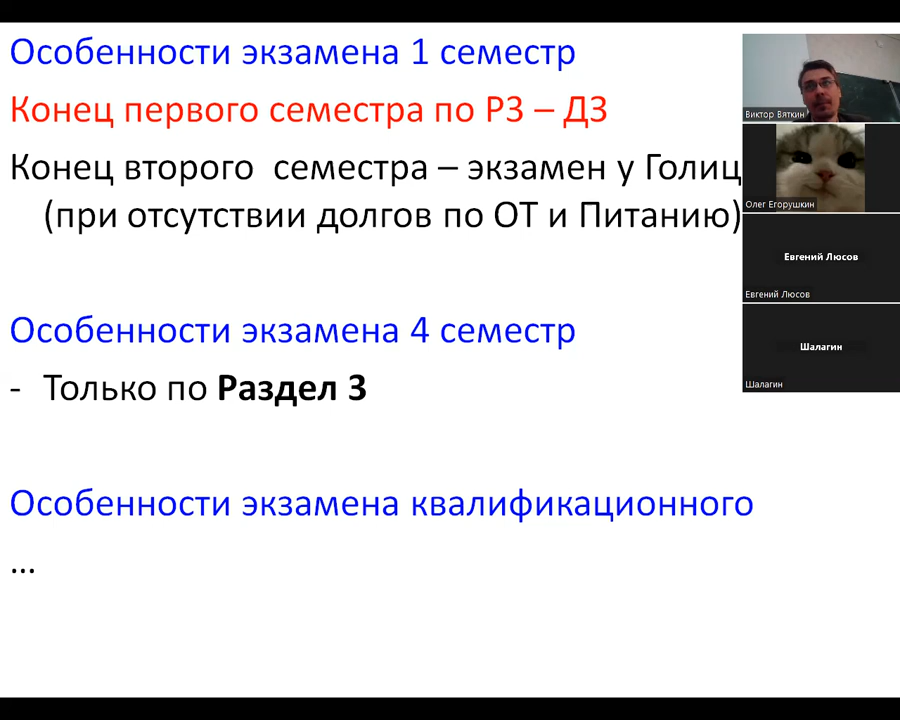 Особенности экзамена 1 семестр
Конец первого семестра по РЗ – ДЗ
Конец второго семестра – экзамен у Голиц
(при отсутствии долгов по ОТ и Питанию)
Особенности экзамена 4 семестр
- Только по Раздел 3
Особенности экзамена квалификационного
...
Виктор Вяткин
Олег Егорушкин
Евгений Люсов
Евгений Люсов
Шалагин
Шалагин